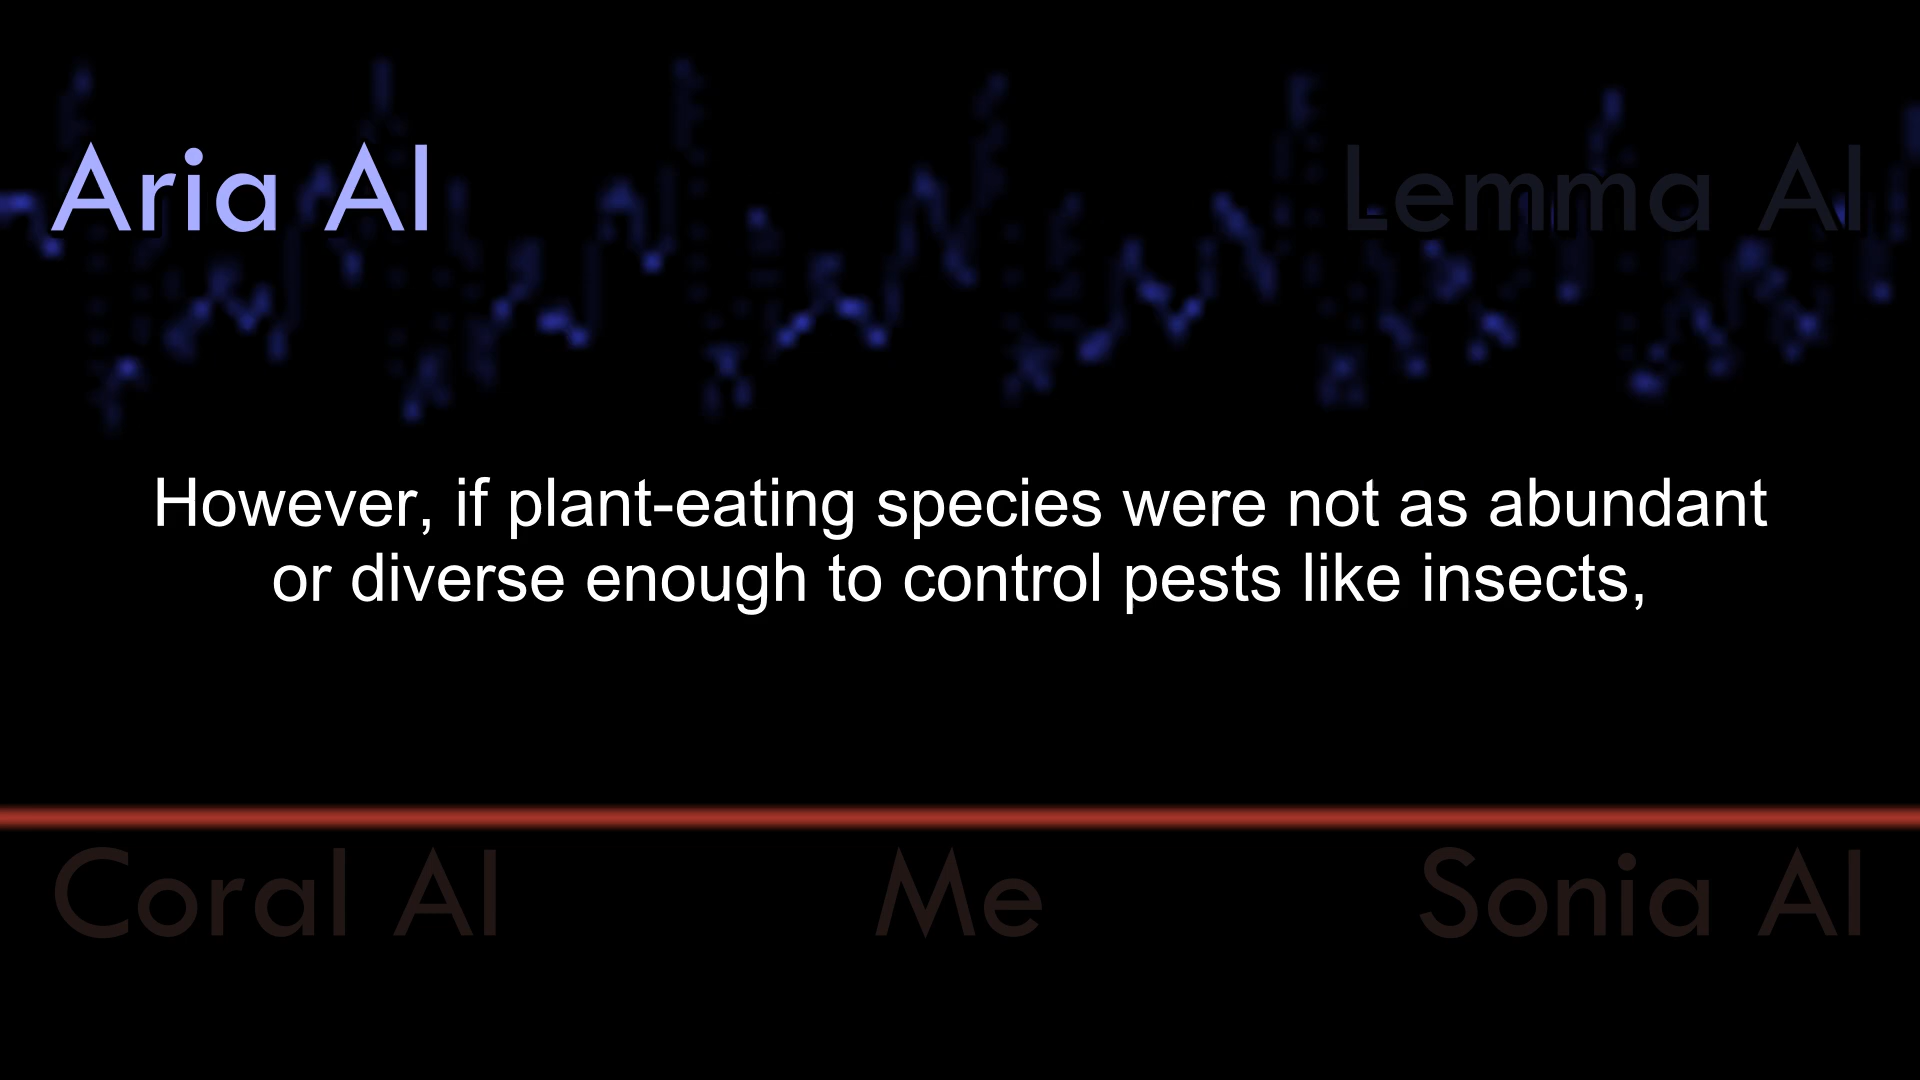 Aria AI
Lemma AI
However, if plant-eating species were not as abundant
or diverse enough to control pests like insects,
Coral AI
Me
Sonia AI